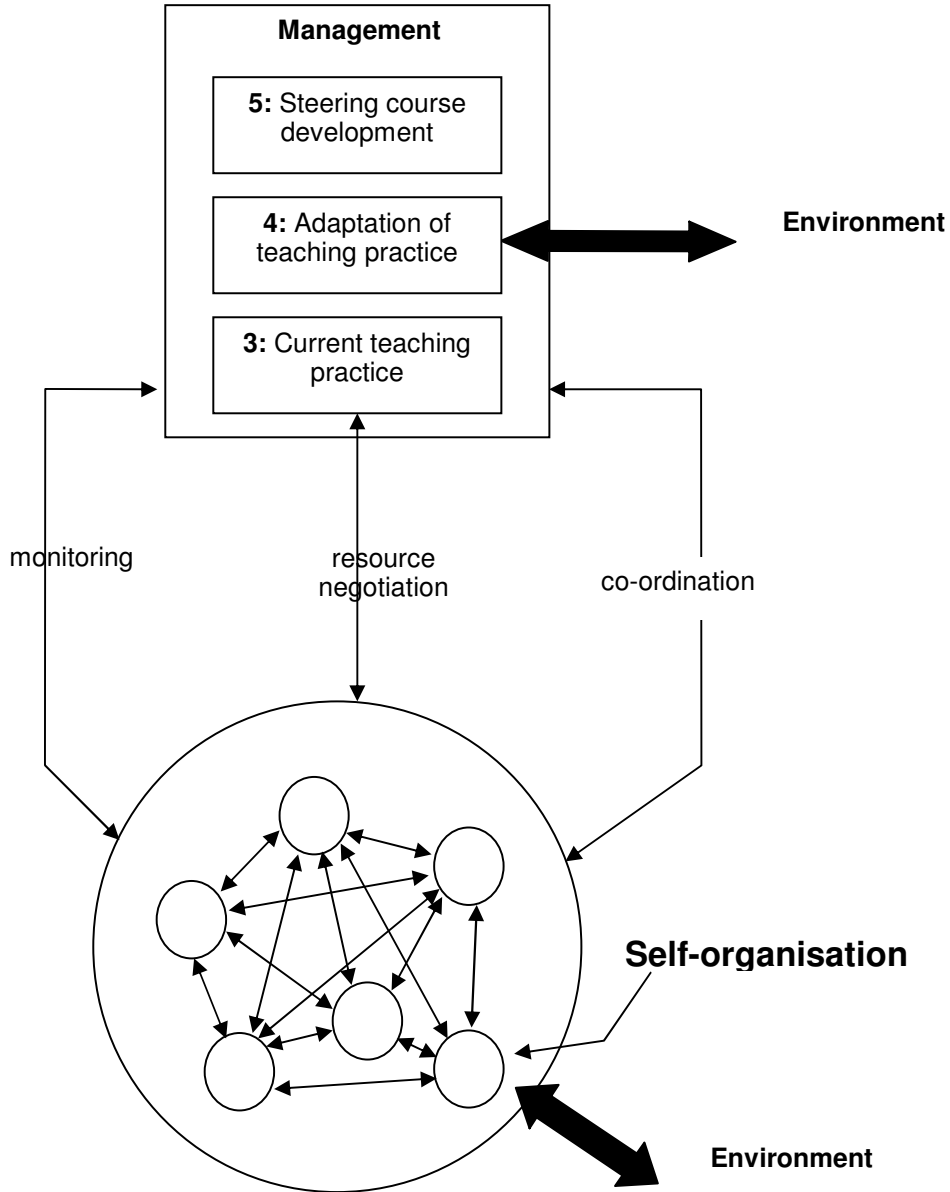 Management
5: Steering course
development
4: Adaptation of
teaching practice
Environment
3: Current teaching
practice
monitoring
resource
negotiation
co-ordination
Self-organisation
Environment